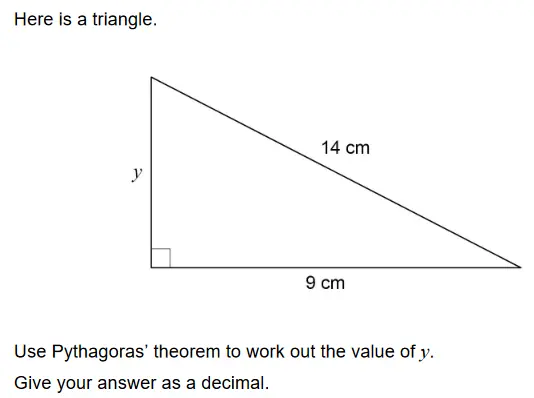 Here is a triangle.
14 cm
y
9 cm
Use Pythagoras’ theorem to work out the value of y.
Give your answer as a decimal.